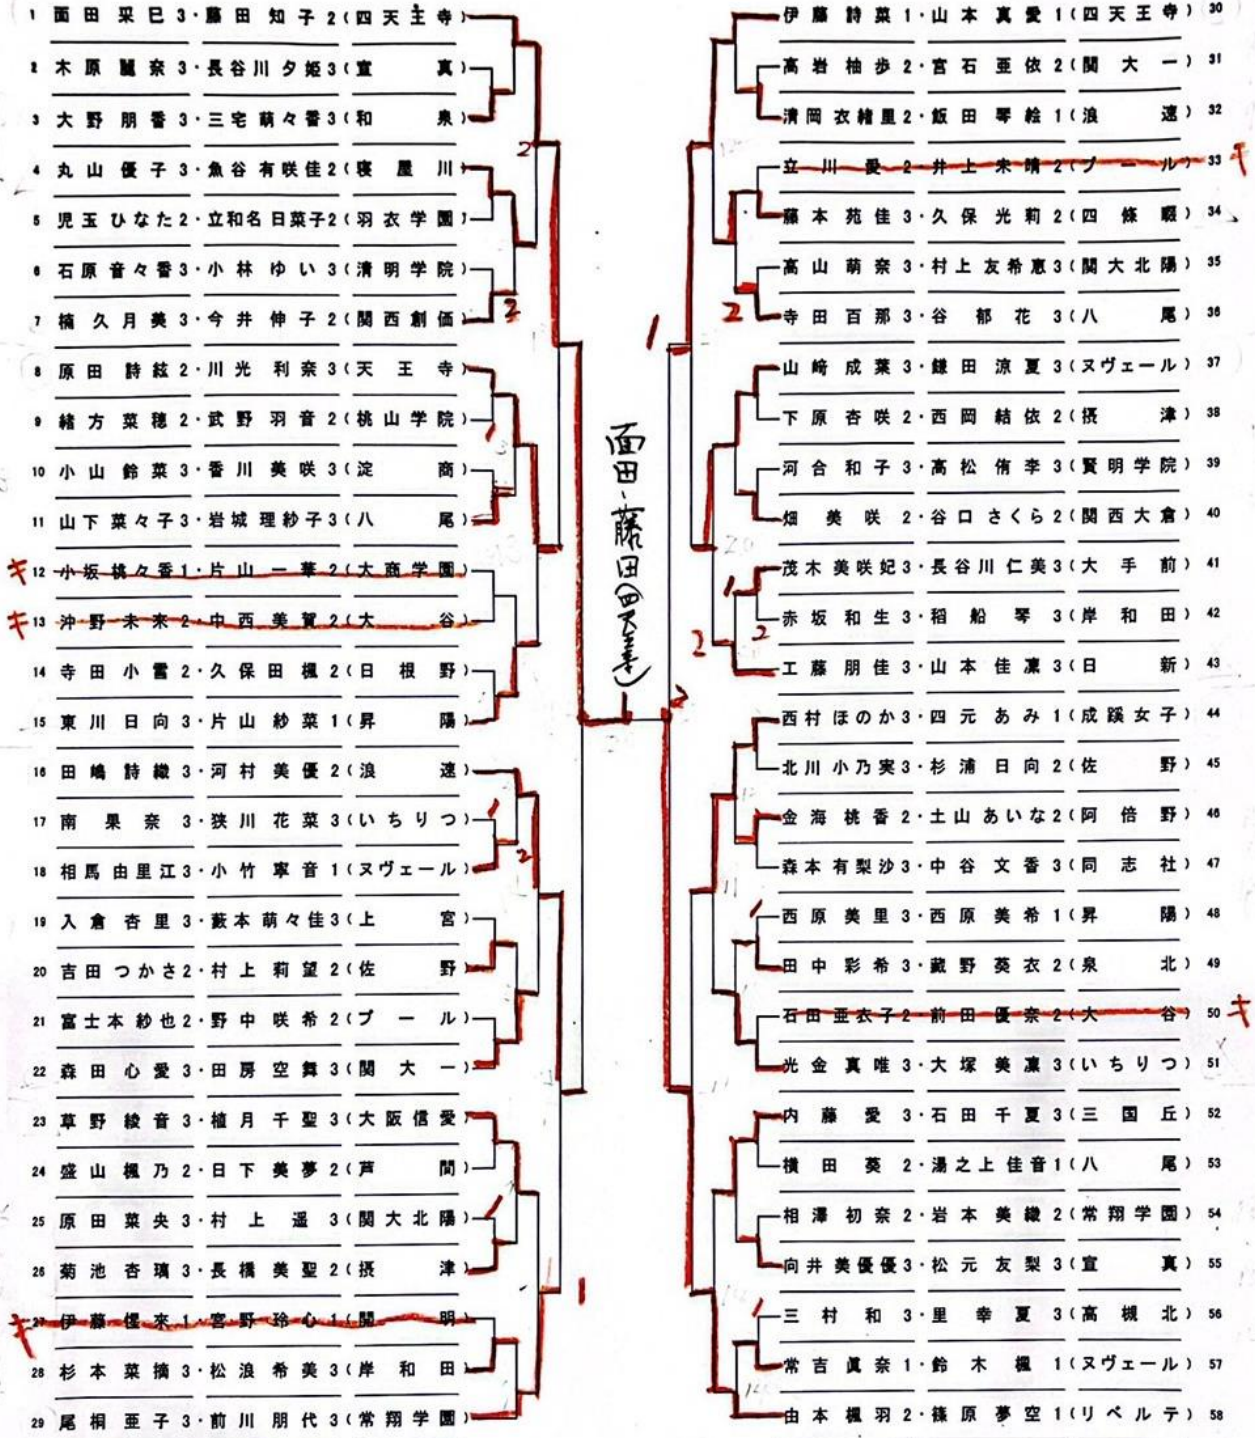 1 面田采巳3・藤田知子2(四天王寺)
2 木原麗奈3・長谷川夕姫3(宣真)
3 大野朋香3・三宅萌々香3(和泉)
4 丸山優子3・魚谷有咲佳2(寝屋川)
5 児玉ひなた2・立和名日菜子2(羽衣学園)
6 石原音々香3・小林ゆい3(清明学院)
7 楠久月美3・今井伸子2(関西創価)
8 原田詩絃2・川光利奈3(天王寺)
9 緒方菜穂2・武野羽音2(桃山学院)
10 小山鈴菜3・香川美咲3(淀商)
11 山下菜々子3・岩城理紗子3(八尾)
キ 12 小坂桃々香1・片山一華2(大商学園)
キ 13 沖野未来2・中西美賀2(大谷)
14 寺田小雪2・久保田楓2(日根野)
15 東川日向3・片山紗菜1(昇陽)
16 田嶋詩織3・河村美優2(浪速)
17 南果奈3・狭川花菜3(いちりつ)
18 相馬由里江3・小竹寧音1(ヌヴェール)
19 入倉杏里3・藪本萌々佳3(上宮)
20 吉田つかさ2・村上莉望2(佐野)
21 富士本紗也2・野中咲希2(プール)
22 森田心愛3・田房空舞3(関大一)
23 草野綾音3・植月千聖3(大阪信愛)
24 盛山楓乃2・日下美夢2(芦間)
25 原田菜央3・村上遥3(関大北陽)
26 菊池杏璃3・長橋美聖2(摂津)
キ 27 伊藤惺來1・宮野玲心1(開明)
28 杉本菜摘3・松浪希美3(岸和田)
29 尾桐亜子3・前川朋代3(常翔学園)
2
2
1
2
1
面田・藤田(四天王寺)
1
2
伊藤詩菜1・山本真愛1(四天王寺) 30
高岩柚歩2・宮石亜依2(関大一) 31
清岡衣緒里2・飯田琴絵1(浪速) 32
立川愛2・井上未晴2(プール) 33 キ
藤本苑佳3・久保光莉2(四條畷) 34
高山萌奈3・村上友希恵3(関大北陽) 35
寺田百那3・谷郁花3(八尾) 36
山﨑成葉3・鎌田涼夏3(ヌヴェール) 37
下原杏咲2・西岡結依2(摂津) 38
河合和子3・高松侑李3(賢明学院) 39
畑美咲2・谷口さくら2(関西大倉) 40
茂木美咲妃3・長谷川仁美3(大手前) 41
赤坂和生3・稲船琴3(岸和田) 42
工藤朋佳3・山本佳凜3(日新) 43
西村ほのか3・四元あみ1(成蹊女子) 44
北川小乃実3・杉浦日向2(佐野) 45
金海桃香2・土山あいな2(阿倍野) 46
森本有梨沙3・中谷文香3(同志社) 47
西原美里3・西原美希1(昇陽) 48
田中彩希3・藏野葵衣2(泉北) 49
石田亜衣子2・前田優奈2(大谷) 50 キ
光金真唯3・大塚美凜3(いちりつ) 51
内藤愛3・石田千夏3(三国丘) 52
横田葵2・湯之上佳音1(八尾) 53
相澤初奈2・岩本美織2(常翔学園) 54
向井美優優3・松元友梨3(宣真) 55
三村和3・里幸夏3(高槻北) 56
常吉眞奈1・鈴木楓1(ヌヴェール) 57
由本楓羽2・篠原夢空1(リベルテ) 58
2
1
2
2
1
1